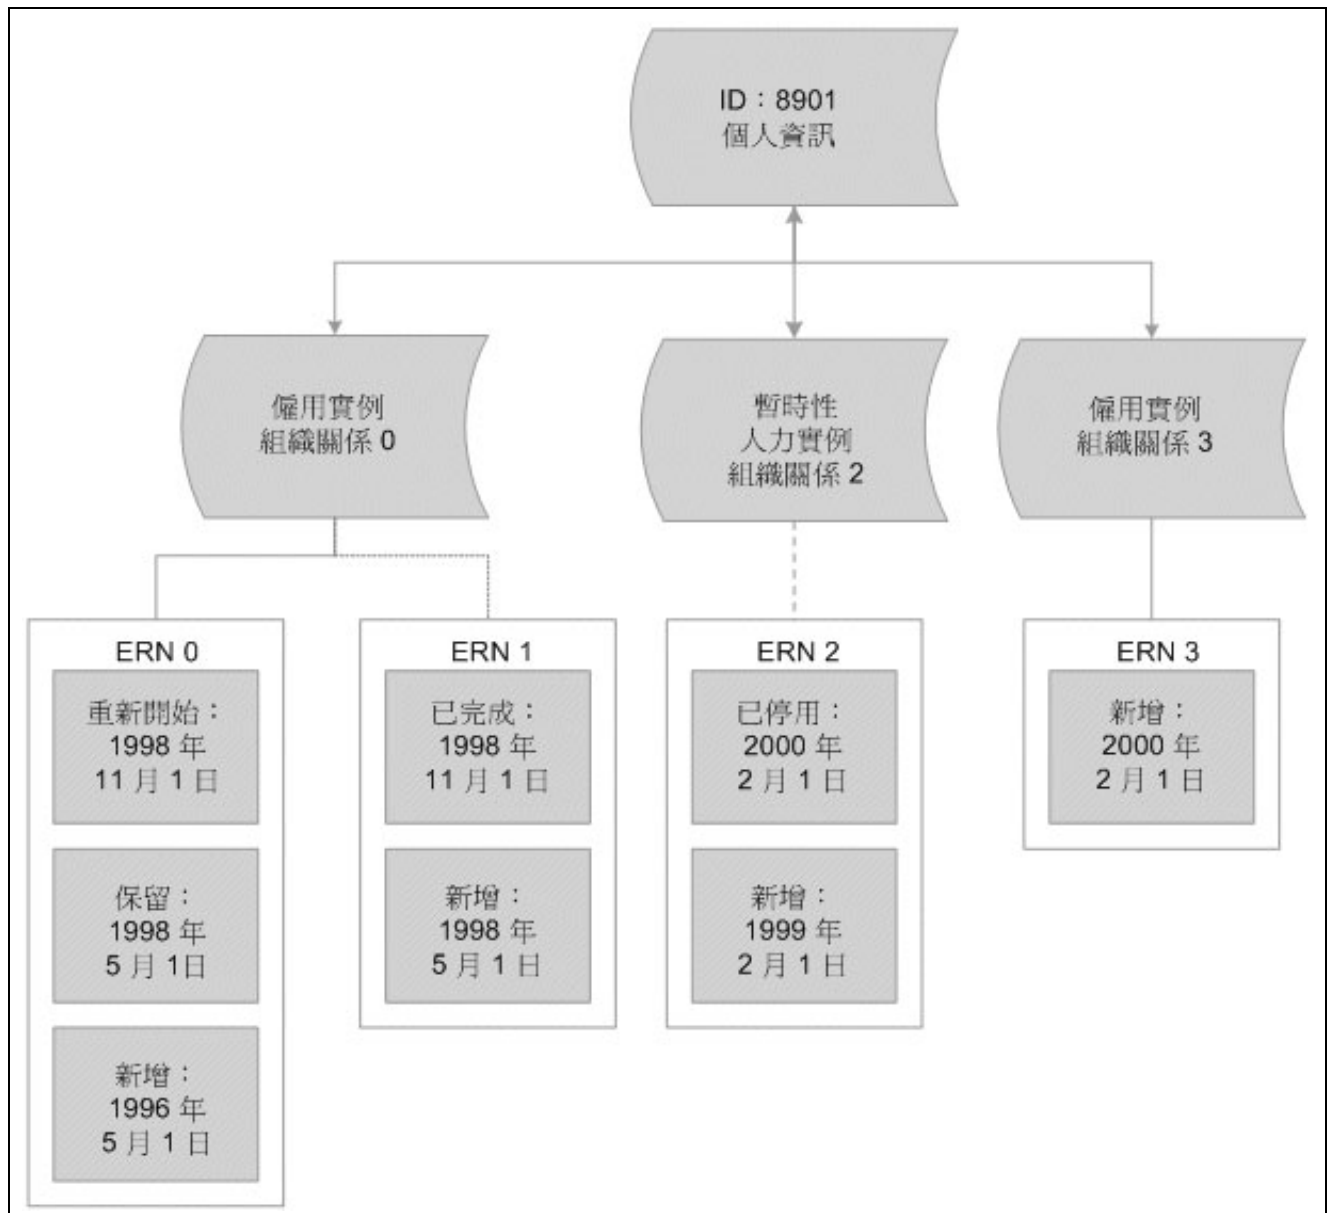 ID：8901
個人資訊
僱用實例
組織關係 0
暫時性
人力實例
組織關係 2
僱用實例
組織關係 3
ERN 0
重新開始：
1998 年
11 月 1 日
保留：
1998 年
5 月 1日
新增：
1996 年
5 月 1 日
ERN 1
已完成：
1998 年
11 月 1 日
新增：
1998 年
5 月 1 日
ERN 2
已停用：
2000 年
2 月 1 日
新增：
1999 年
2 月 1 日
ERN 3
新增：
2000 年
2 月 1 日